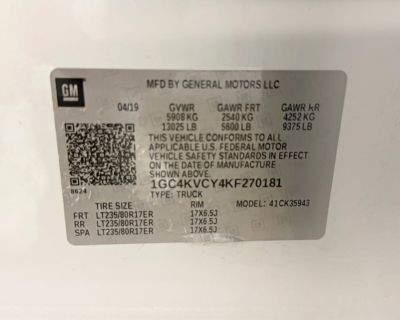 GM
MFD BY GENERAL MOTORS LLC
04/19 GVWR GAWR FRT GAWR RR
5908 KG 2540 KG 4252 KG
13025 LB 5600 LB 9375 LB
THIS VEHICLE CONFORMS TO ALL
APPLICABLE U.S. FEDERAL MOTOR
VEHICLE SAFETY STANDARDS IN EFFECT ON
THE DATE OF MANUFACTURE SHOWN ABOVE.
1GC4KVCY4KF270181
8624 TYPE: TRUCK
MODEL: 41CK35943
TIRE SIZE RIM
FRT LT235/80R17ER 17X6.5J
RR LT235/80R17ER 17X6.5J
SPA LT235/80R17ER 17X6.5J